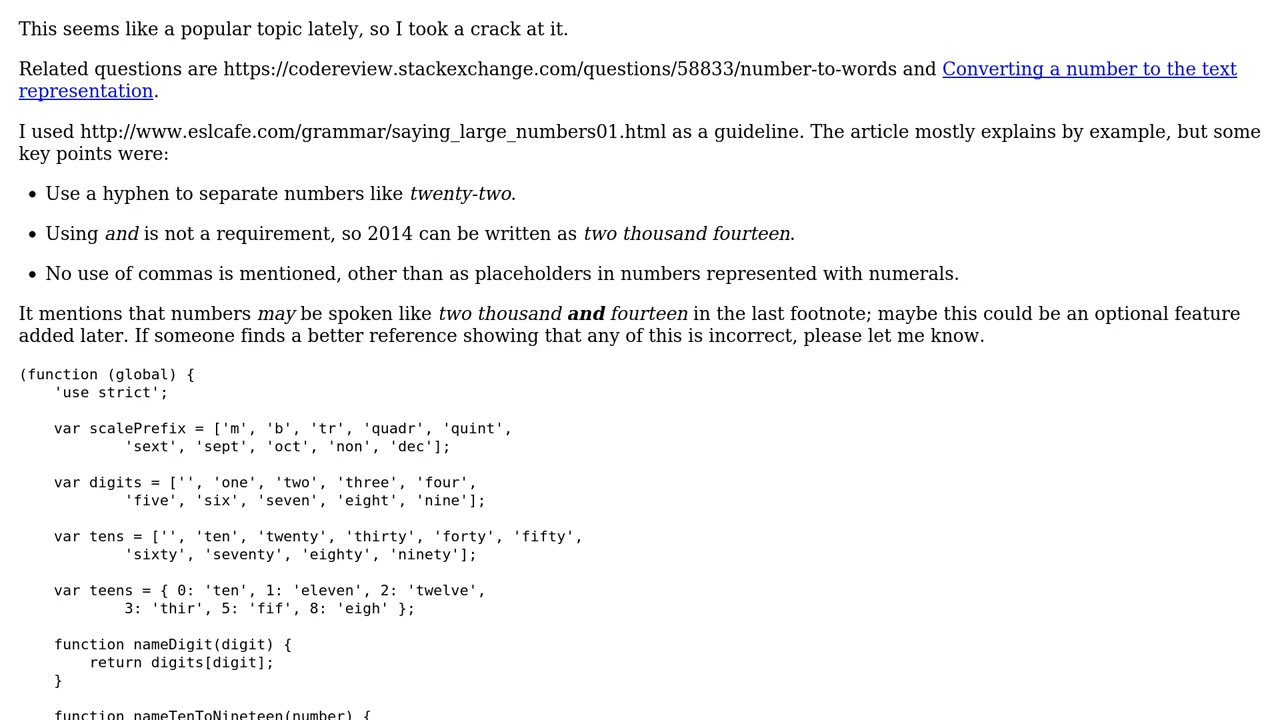 This seems like a popular topic lately, so I took a crack at it.
Related questions are https://codereview.stackexchange.com/questions/58833/number-to-words and Converting a number to the text
representation.
I used http://www.eslcafe.com/grammar/saying_large_numbers01.html as a guideline. The article mostly explains by example, but some
key points were:
• Use a hyphen to separate numbers like twenty-two.
• Using and is not a requirement, so 2014 can be written as two thousand fourteen.
• No use of commas is mentioned, other than as placeholders in numbers represented with numerals.
It mentions that numbers may be spoken like two thousand and fourteen in the last footnote; maybe this could be an optional feature
added later. If someone finds a better reference showing that any of this is incorrect, please let me know.
(function (global) {
    'use strict';
    var scalePrefix = ['m', 'b', 'tr', 'quadr', 'quint',
            'sext', 'sept', 'oct', 'non', 'dec'];
    var digits = ['', 'one', 'two', 'three', 'four',
            'five', 'six', 'seven', 'eight', 'nine'];
    var tens = ['', 'ten', 'twenty', 'thirty', 'forty', 'fifty',
            'sixty', 'seventy', 'eighty', 'ninety'];
    var teens = { 0: 'ten', 1: 'eleven', 2: 'twelve',
            3: 'thir', 5: 'fif', 8: 'eigh' };
    function nameDigit(digit) {
        return digits[digit];
    }
    function nameTenToNineteen(number) {